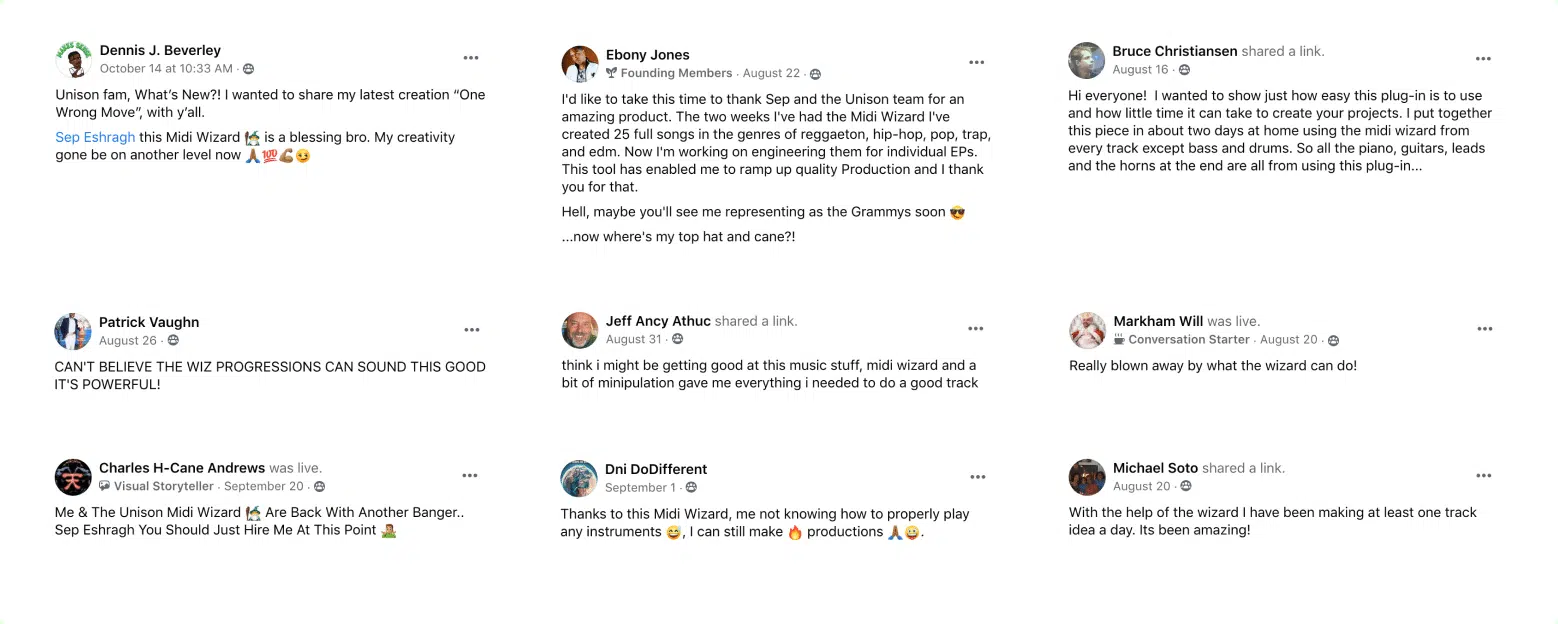 Dennis J. Beverley
October 14 at 10:33 AM ·
Unison fam, What’s New?! I wanted to share my latest creation “One
Wrong Move”, with y’all.
Sep Eshragh this Midi Wizard 🧙🏻‍♂️ is a blessing bro. My creativity
gone be on another level now 🙏🏾💯💪🏾😏
Ebony Jones
Founding Members · August 22 ·
I'd like to take this time to thank Sep and the Unison team for an
amazing product. The two weeks I've had the Midi Wizard I've
created 25 full songs in the genres of reggaeton, hip-hop, pop, trap,
and edm. Now I'm working on engineering them for individual EPs.
This tool has enabled me to ramp up quality Production and I thank
you for that.
Hell, maybe you'll see me representing as the Grammys soon 😎
...now where's my top hat and cane?!
Bruce Christiansen shared a link.
August 16 ·
Hi everyone!  I wanted to show just how easy this plug-in is to use
and how little time it can take to create your projects. I put together
this piece in about two days at home using the midi wizard from
every track except bass and drums. So all the piano, guitars, leads
and the horns at the end are all from using this plug-in...
Patrick Vaughn
August 26 ·
CAN'T BELIEVE THE WIZ PROGRESSIONS CAN SOUND THIS GOOD
IT'S POWERFUL!
Jeff Ancy Athuc shared a link.
August 31 ·
think i might be getting good at this music stuff, midi wizard and a
bit of minipulation gave me everything i needed to do a good track
Markham Will was live.
Conversation Starter · August 20 ·
Really blown away by what the wizard can do!
Charles H-Cane Andrews was live.
Visual Storyteller · September 20 ·
Me & The Unison Midi Wizard 🧙🏻‍♂️ Are Back With Another Banger..
Sep Eshragh You Should Just Hire Me At This Point 🤷🏽‍♂️
Dni DoDifferent
September 1 ·
Thanks to this Midi Wizard, me not knowing how to properly play
any instruments 😅, I can still make 🔥 productions 🙏🏾😀.
Michael Soto shared a link.
August 20 ·
With the help of the wizard I have been making at least one track
idea a day. Its been amazing!